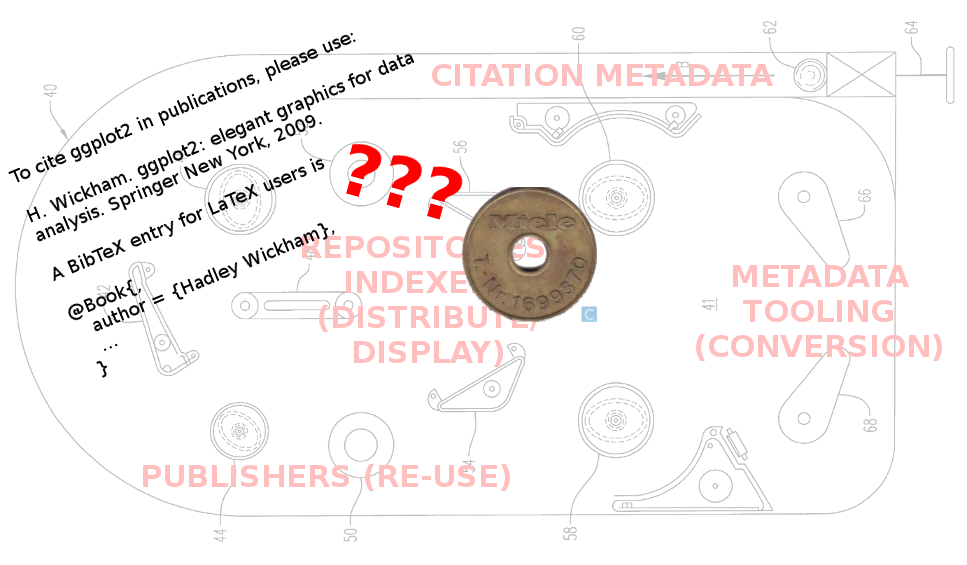 60
62
64
40
CITATION METADATA
B
To cite ggplot2 in publications, please use:
H. Wickham. ggplot2: elegant graphics for data
analysis. Springer New York, 2009.
A BibTeX entry for LaTeX users is
@Book{,
author = {Hadley Wickham},
...
}
???
56
66
Miele
T.-Nr.1699370
REPOSITORIES
INDEXE
(DISTRIBUTE/
DISPLAY)
C
41
METADATA
TOOLING
(CONVERSION)
68
54
PUBLISHERS (RE-USE)
44
50
58